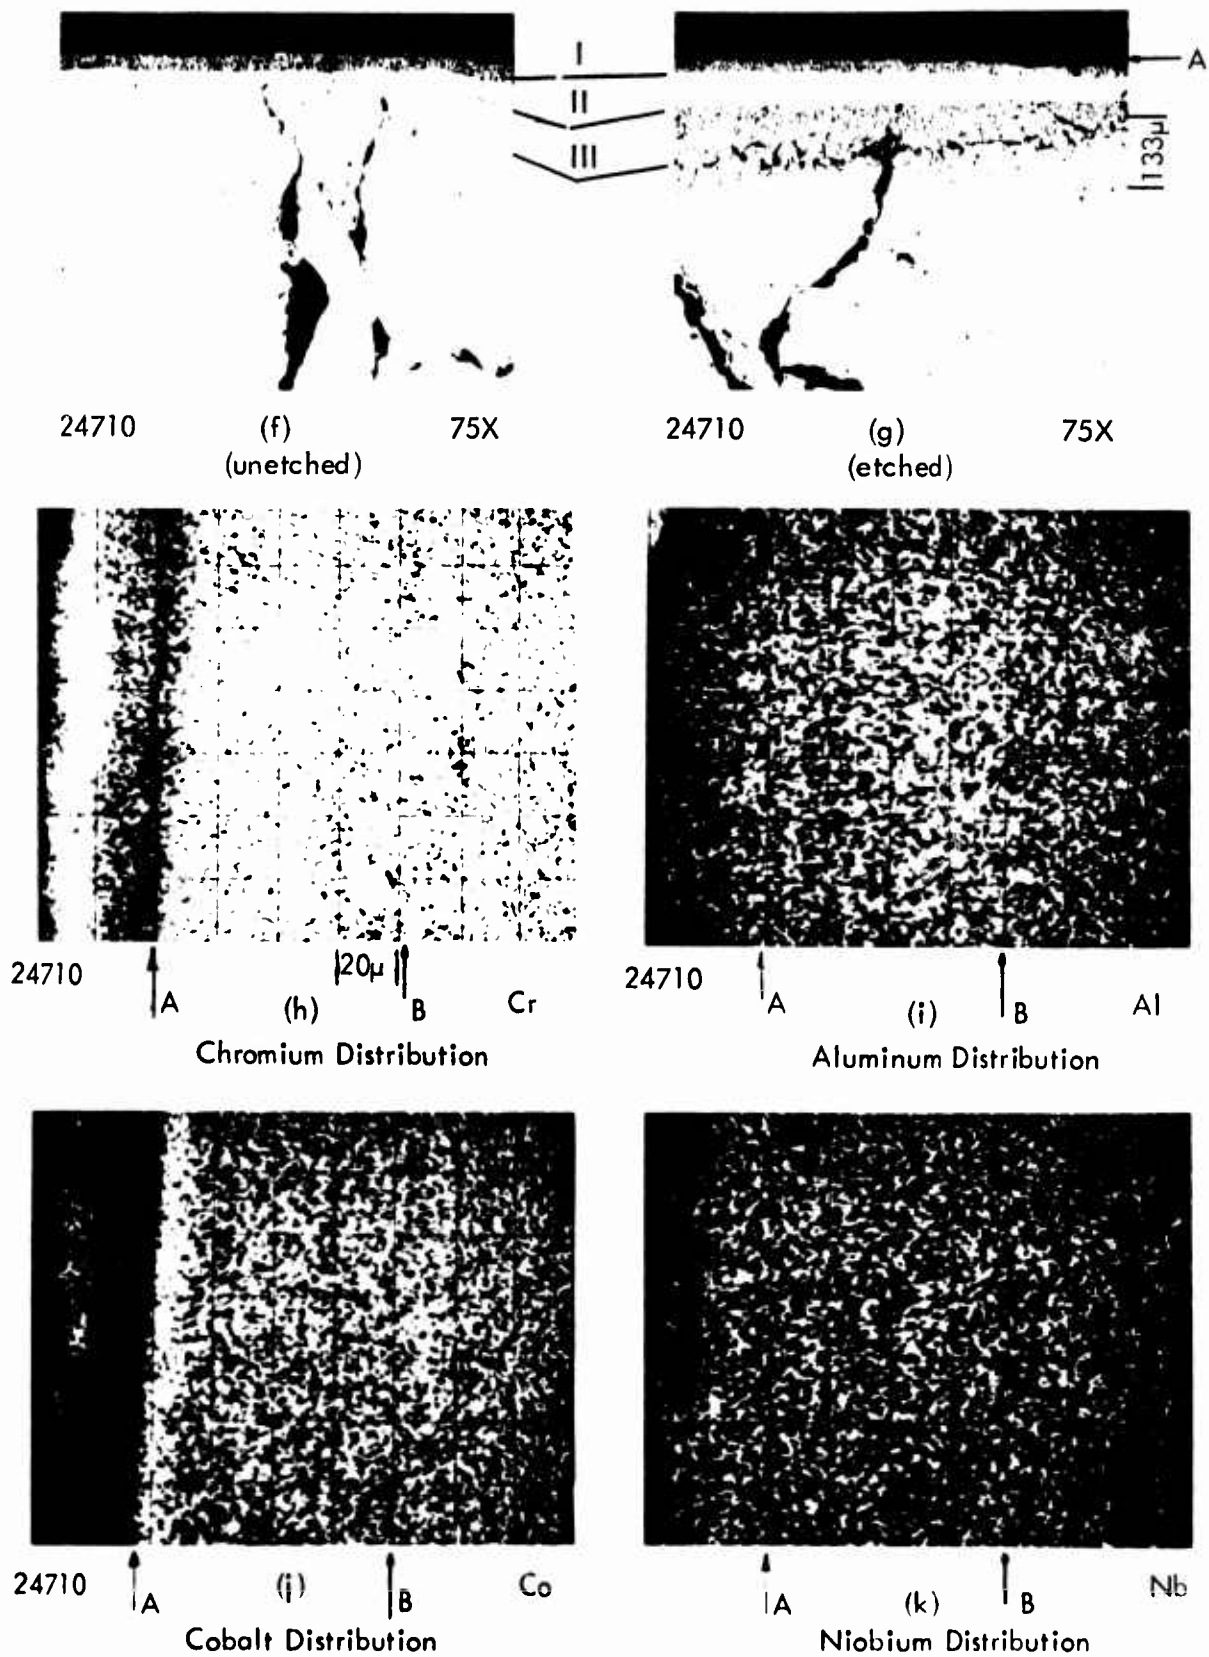 I
II
III
A
133μ
24710 (f) 75X
(unetched)
24710 (g) 75X
(etched)
24710 A (h) 20μ B Cr
Chromium Distribution
24710 A (i) B Al
Aluminum Distribution
24710 A (j) B Co
Cobalt Distribution
A (k) B Nb
Niobium Distribution